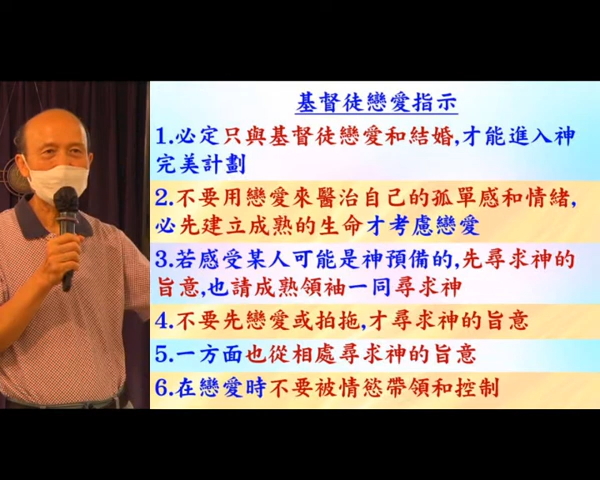 基督徒戀愛指示
1.必定只與基督徒戀愛和結婚,才能進入神
完美計劃
2.不要用戀愛來醫治自己的孤單感和情緒,
必先建立成熟的生命才考慮戀愛
3.若感受某人可能是神預備的,先尋求神的
旨意,也請成熟領袖一同尋求神
4.不要先戀愛或拍拖,才尋求神的旨意
5.一方面也從相處尋求神的旨意
6.在戀愛時不要被情慾帶領和控制